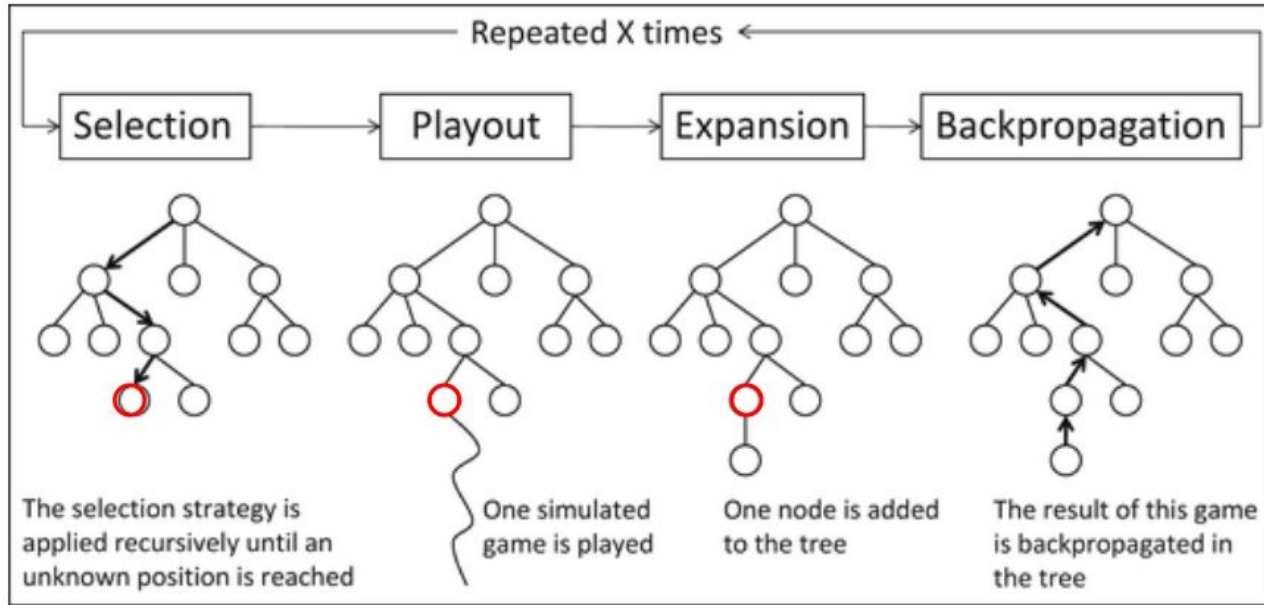 Repeated X times
Selection
Playout
Expansion
Backpropagation
The selection strategy is
applied recursively until an
unknown position is reached
One simulated
game is played
One node is added
to the tree
The result of this game
is backpropagated in
the tree